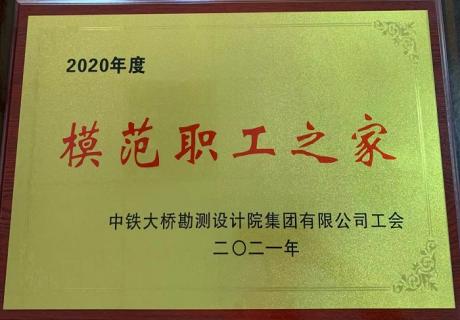 2020年度
模范职工之家
中铁大桥勘测设计院集团有限公司工会
二〇二一年